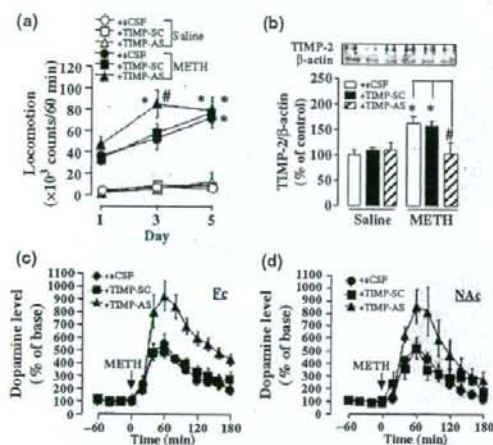 (a)
+aCSF
+TIMP-SC
+TIMP-AS
Saline
+aCSF
+TIMP-SC
+TIMP-AS
METH
Locomotion
(×10³ counts/60 min)
120
100
80
60
40
20
0
* # * *
*
1 3 5
Day
(b)
TIMP-2
β-actin
+aCSF
+TIMP-SC
+TIMP-AS
TIMP-2/β-actin
(% of control)
200
150
100
50
0
* * #
Saline METH
(c)
+aCSF
+TIMP-SC
+TIMP-AS
Fc
Dopamine level
(% of base)
1100
1000
900
800
700
600
500
400
300
200
100
0
METH
−60 0 60 120 180
Time (min)
(d)
+aCSF
+TIMP-SC
+TIMP-AS
NAc
Dopamine level
(% of base)
1100
1000
900
800
700
600
500
400
300
200
100
0
METH
−60 0 60 120 180
Time (min)